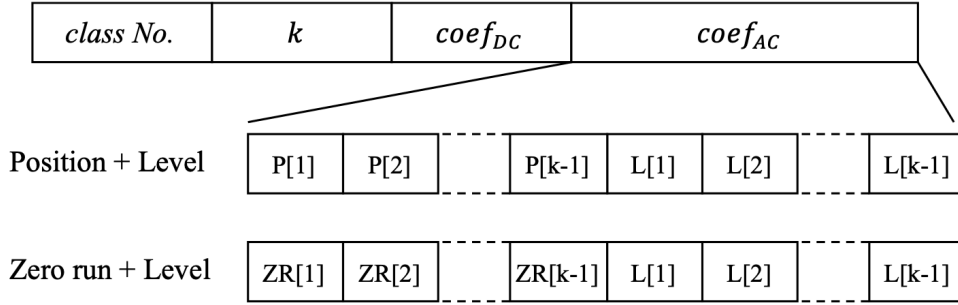 class No. k coef_DC coef_AC
Position + Level P[1] P[2] P[k-1] L[1] L[2] L[k-1]
Zero run + Level ZR[1] ZR[2] ZR[k-1] L[1] L[2] L[k-1]